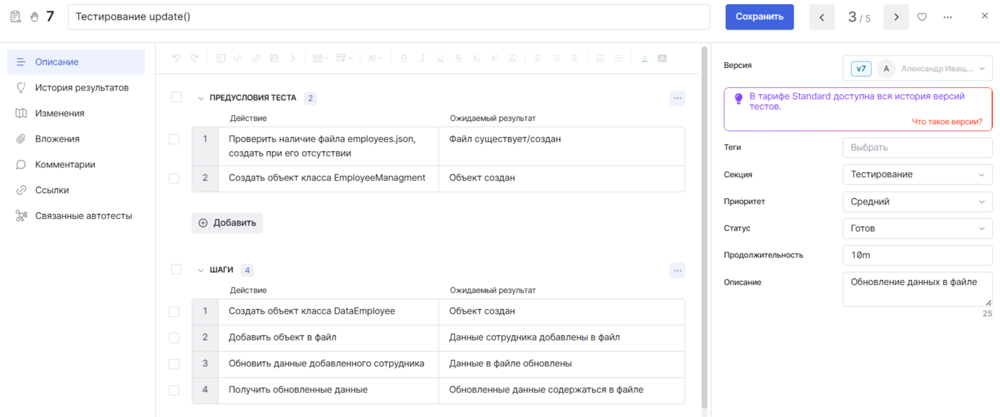 7
Тестирование update()
Сохранить
3 / 5
Описание
История результатов
Изменения
Вложения
Комментарии
Ссылки
Связанные автотесты
ПРЕДУСЛОВИЯ ТЕСТА 2
Действие
Ожидаемый результат
1
Проверить наличие файла employees.json,
создать при его отсутствии
Файл существует/создан
2
Создать объект класса EmployeeManagment
Объект создан
Добавить
ШАГИ 4
Действие
Ожидаемый результат
1
Создать объект класса DataEmployee
Объект создан
2
Добавить объект в файл
Данные сотрудника добавлены в файл
3
Обновить данные добавленного сотрудника
Данные в файле обновлены
4
Получить обновленные данные
Обновленные данные содержаться в файле
Версия
v7 A Александр Иващ...
В тарифе Standard доступна вся история версий
тестов.
Что такое версии?
Теги
Выбрать
Секция
Тестирование
Приоритет
Средний
Статус
Готов
Продолжительность
10m
Описание
Обновление данных в файле
25